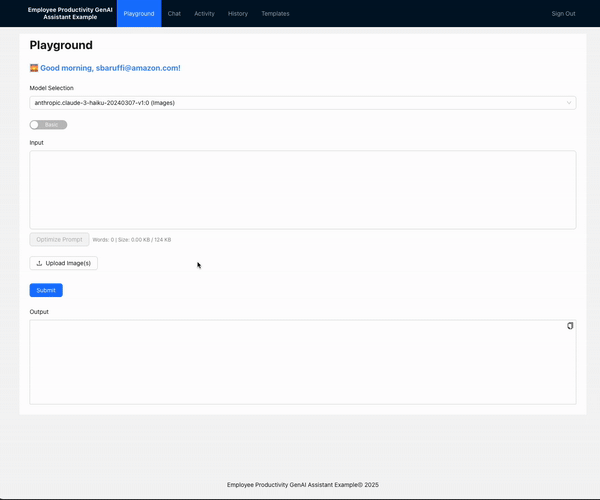 Employee Productivity GenAI
Assistant Example
Playground
Chat
Activity
History
Templates
Sign Out
Playground
Good morning, sbaruffi@amazon.com!
Model Selection
anthropic.claude-3-haiku-20240307-v1:0 (Images)
Basic
Input
Optimize Prompt
Words: 0 | Size: 0.00 KB / 124 KB
Upload Image(s)
Submit
Output
Employee Productivity GenAI Assistant Example© 2025